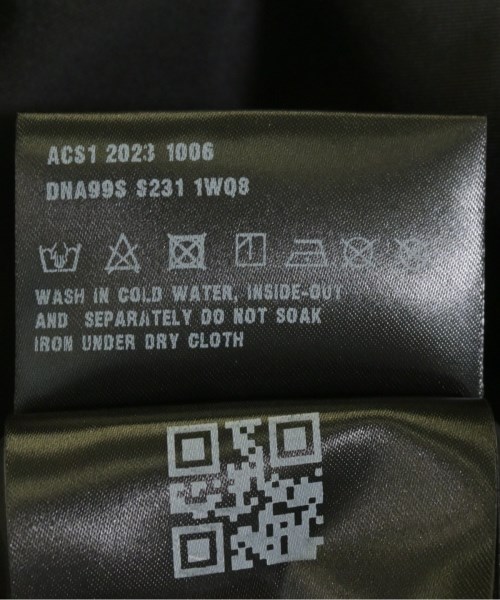 ACS1 2023 1006
DNA99S S231 1WQ8
WASH IN COLD WATER, INSIDE-OUT
AND SEPARATELY DO NOT SOAK
IRON UNDER DRY CLOTH